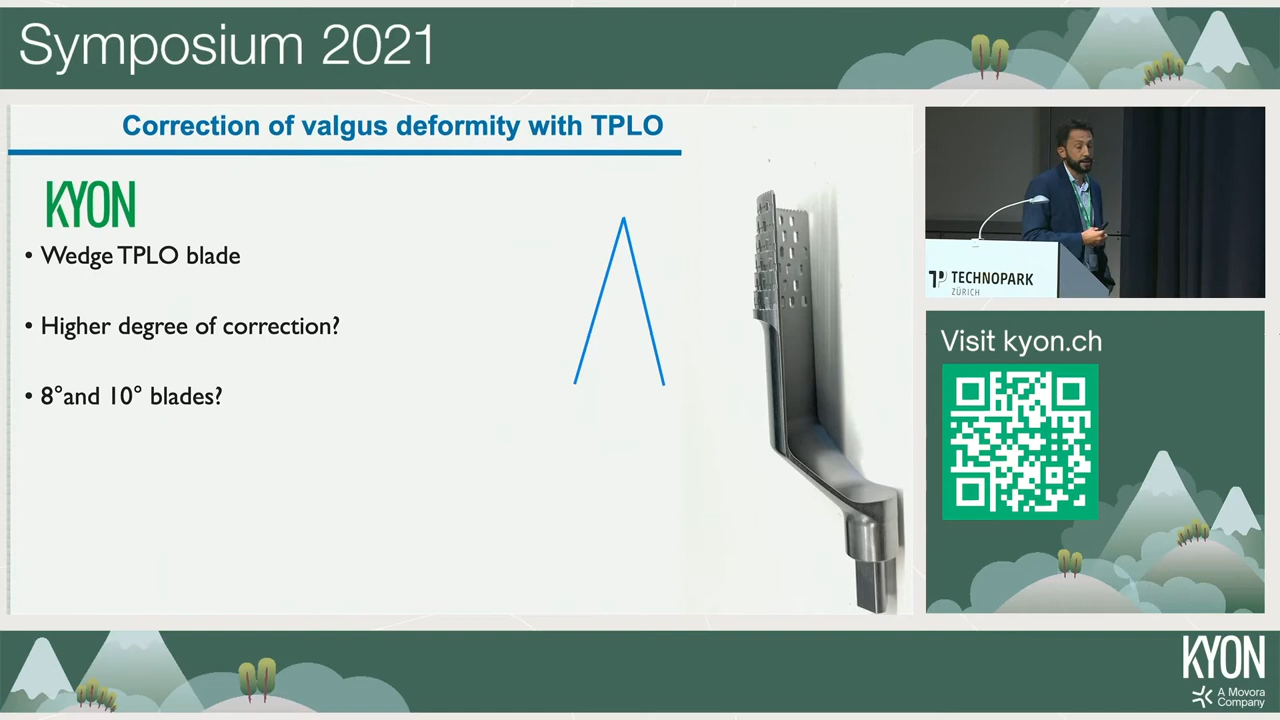 Symposium 2021
Correction of valgus deformity with TPLO
KYON
• Wedge TPLO blade
• Higher degree of correction?
• 8°and 10° blades?
TP TECHNOPARK
ZÜRICH
Visit kyon.ch
KYON
A Movora
Company